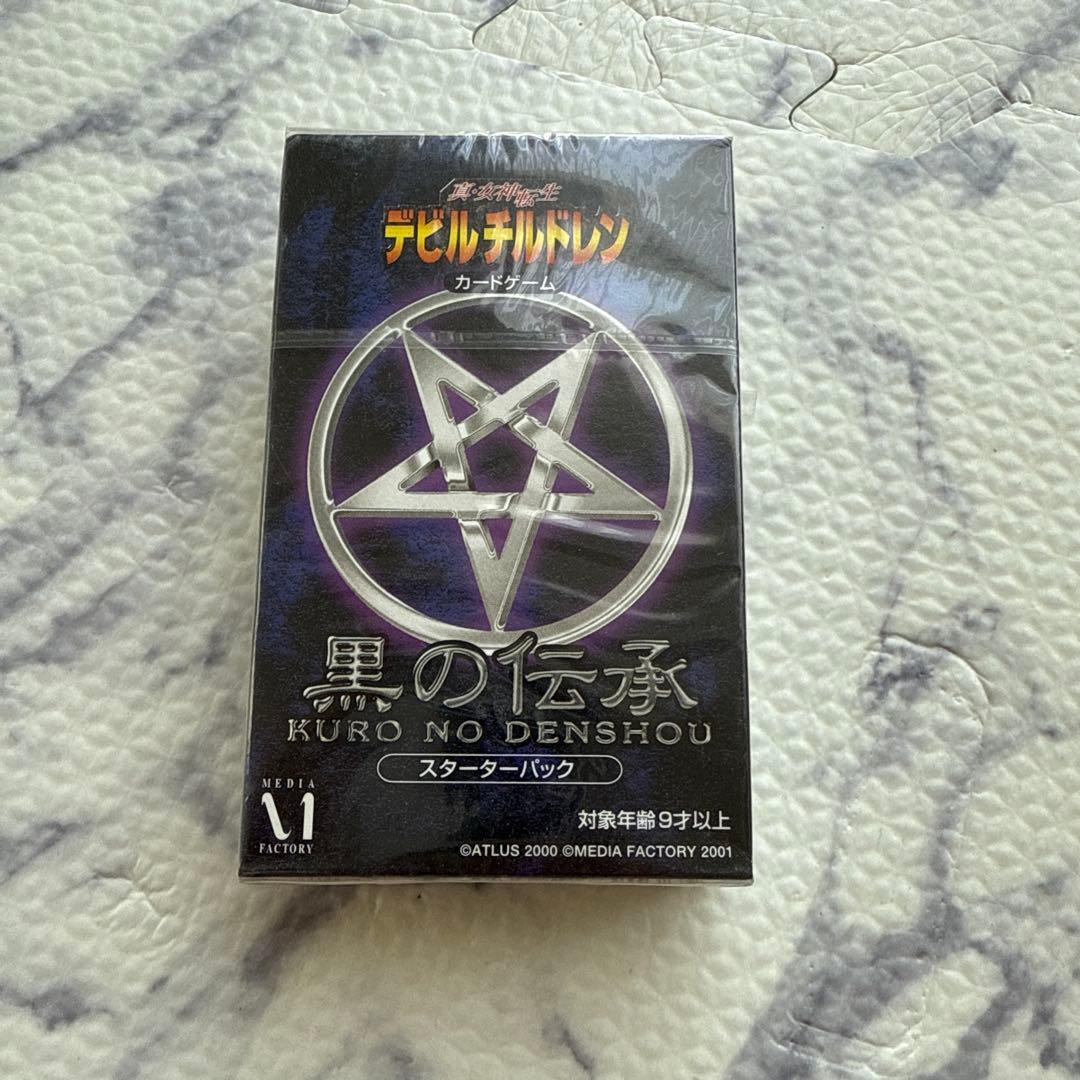 真・女神転生
デビルチルドレン
カードゲーム
黒の伝承
KURO NO DENSHOU
スターターパック
対象年齢9才以上
MEDIA
FACTORY
©ATLUS 2000 ©MEDIA FACTORY 2001